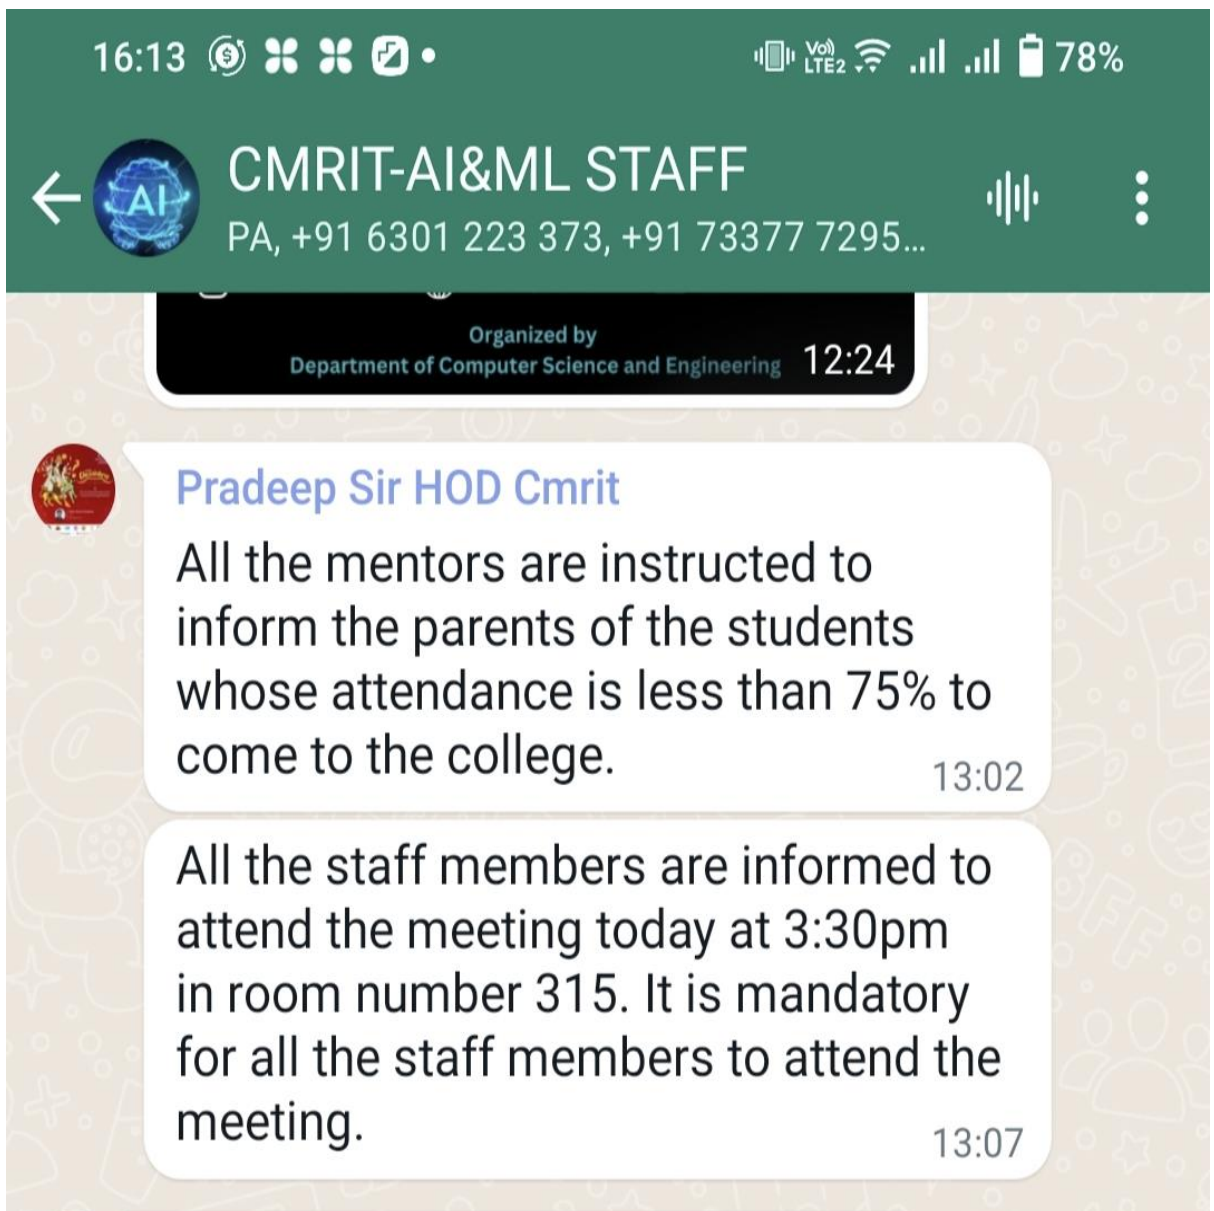 16:13
Vo)) LTE2 78%
CMRIT-AI&ML STAFF
PA, +91 6301 223 373, +91 73377 7295...
Organized by
Department of Computer Science and Engineering 12:24
AI
Pradeep Sir HOD Cmrit
All the mentors are instructed to
inform the parents of the students
whose attendance is less than 75% to
come to the college.
13:02
All the staff members are informed to
attend the meeting today at 3:30pm
in room number 315. It is mandatory
for all the staff members to attend the
meeting.
13:07